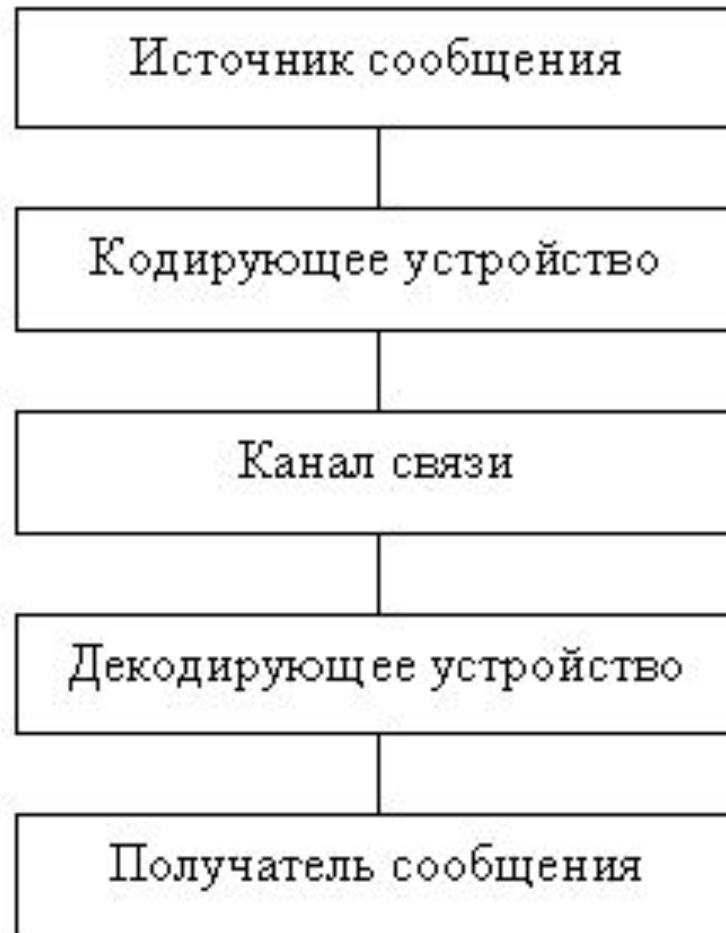 Источник сообщения
Кодирующее устройство
Канал связи
Декодирующее устройство
Получатель сообщения